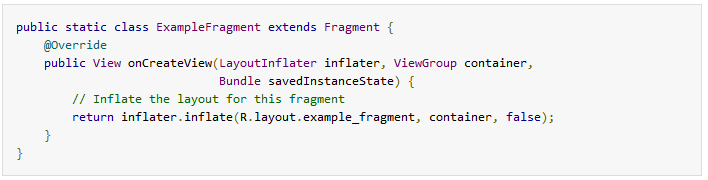 public static class ExampleFragment extends Fragment {
    @Override
    public View onCreateView(LayoutInflater inflater, ViewGroup container,
                             Bundle savedInstanceState) {
        // Inflate the layout for this fragment
        return inflater.inflate(R.layout.example_fragment, container, false);
    }
}